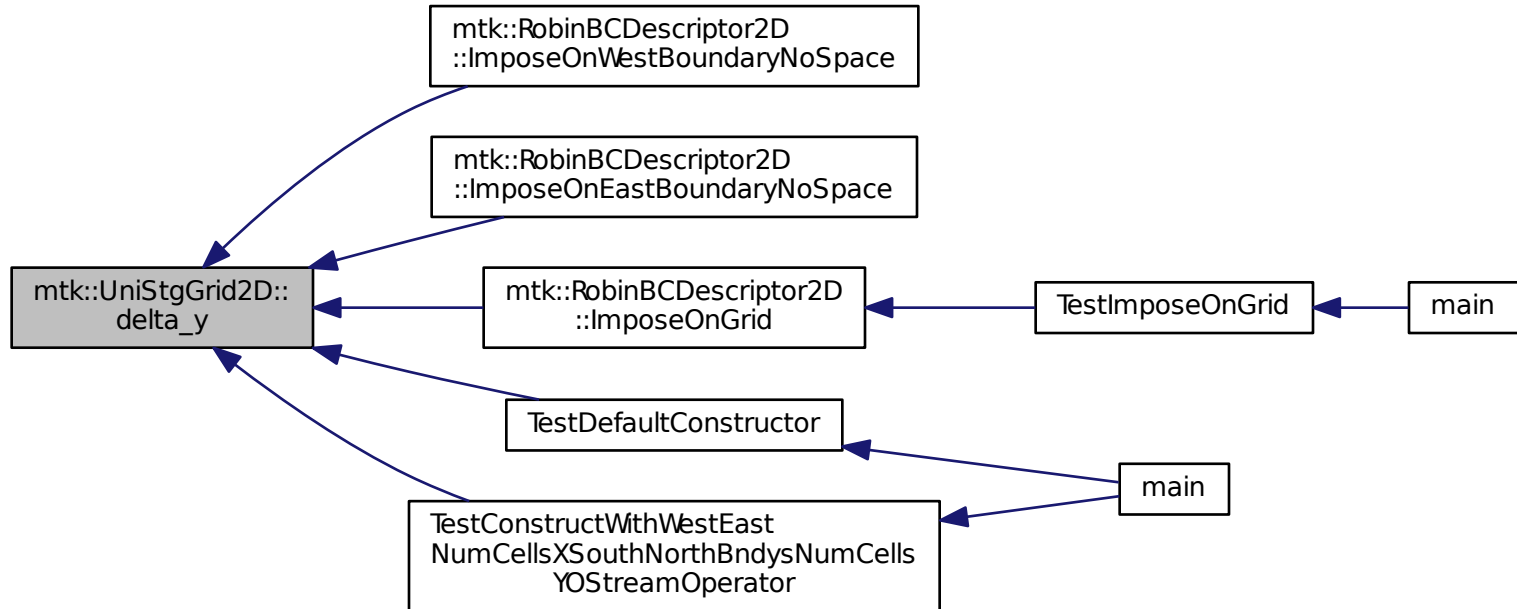 mtk::RobinBCDescriptor2D
::ImposeOnWestBoundaryNoSpace
mtk::RobinBCDescriptor2D
::ImposeOnEastBoundaryNoSpace
mtk::UniStgGrid2D::
delta_y
mtk::RobinBCDescriptor2D
::ImposeOnGrid
TestImposeOnGrid
main
TestDefaultConstructor
main
TestConstructWithWestEast
NumCellsXSouthNorthBndysNumCells
YOStreamOperator